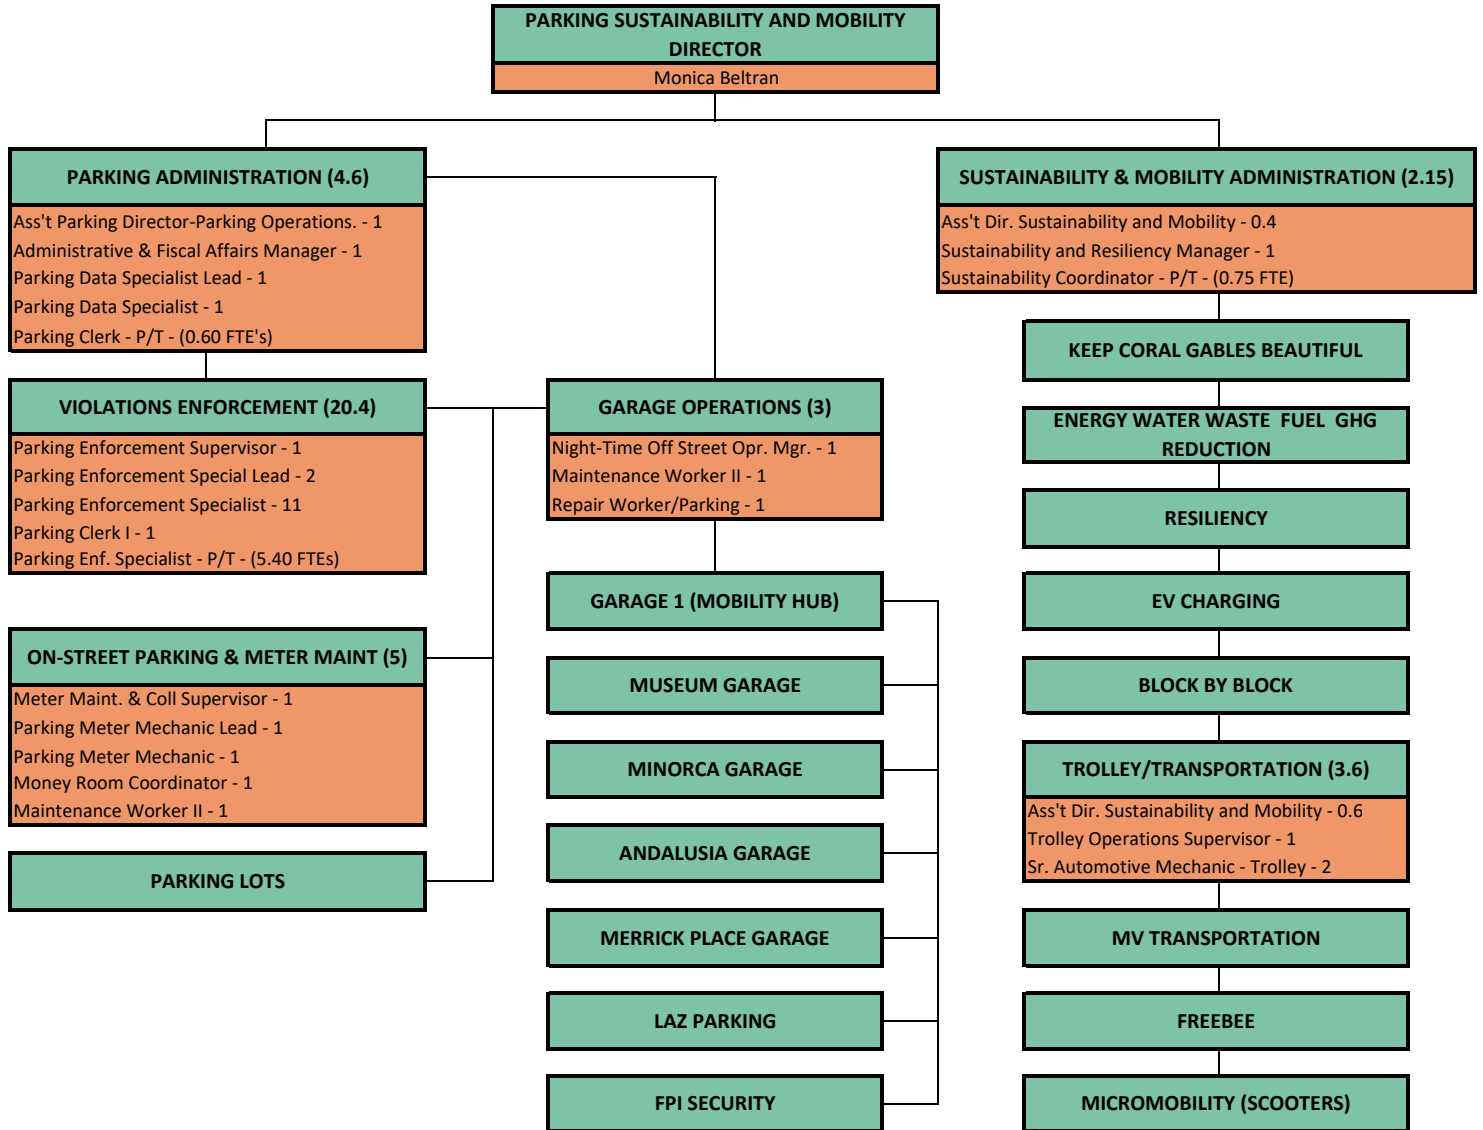 PARKING SUSTAINABILITY AND MOBILITY
DIRECTOR
Monica Beltran
PARKING ADMINISTRATION (4.6)
Ass't Parking Director-Parking Operations. - 1
Administrative & Fiscal Affairs Manager - 1
Parking Data Specialist Lead - 1
Parking Data Specialist - 1
Parking Clerk - P/T - (0.60 FTE's)
VIOLATIONS ENFORCEMENT (20.4)
Parking Enforcement Supervisor - 1
Parking Enforcement Special Lead - 2
Parking Enforcement Specialist - 11
Parking Clerk I - 1
Parking Enf. Specialist - P/T - (5.40 FTEs)
ON-STREET PARKING & METER MAINT (5)
Meter Maint. & Coll Supervisor - 1
Parking Meter Mechanic Lead - 1
Parking Meter Mechanic - 1
Money Room Coordinator - 1
Maintenance Worker II - 1
PARKING LOTS
GARAGE OPERATIONS (3)
Night-Time Off Street Opr. Mgr. - 1
Maintenance Worker II - 1
Repair Worker/Parking - 1
GARAGE 1 (MOBILITY HUB)
MUSEUM GARAGE
MINORCA GARAGE
ANDALUSIA GARAGE
MERRICK PLACE GARAGE
LAZ PARKING
FPI SECURITY
SUSTAINABILITY & MOBILITY ADMINISTRATION (2.15)
Ass't Dir. Sustainability and Mobility - 0.4
Sustainability and Resiliency Manager - 1
Sustainability Coordinator - P/T - (0.75 FTE)
KEEP CORAL GABLES BEAUTIFUL
ENERGY WATER WASTE  FUEL  GHG
REDUCTION
RESILIENCY
EV CHARGING
BLOCK BY BLOCK
TROLLEY/TRANSPORTATION (3.6)
Ass't Dir. Sustainability and Mobility - 0.6
Trolley Operations Supervisor - 1
Sr. Automotive Mechanic - Trolley - 2
MV TRANSPORTATION
FREEBEE
MICROMOBILITY (SCOOTERS)